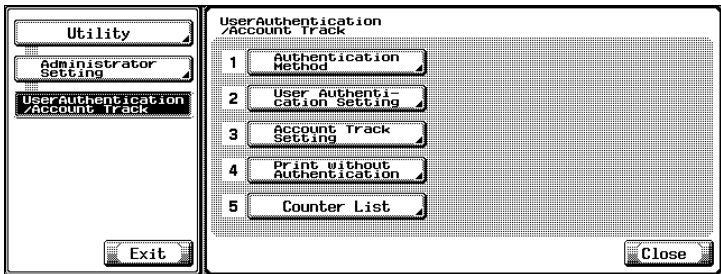 Utility
Administrator
Setting
UserAuthentication
/Account Track
Exit
UserAuthentication
/Account Track
1 Authentication
Method
2 User Authenti-
cation Setting
3 Account Track
Setting
4 Print without
Authentication
5 Counter List
Close